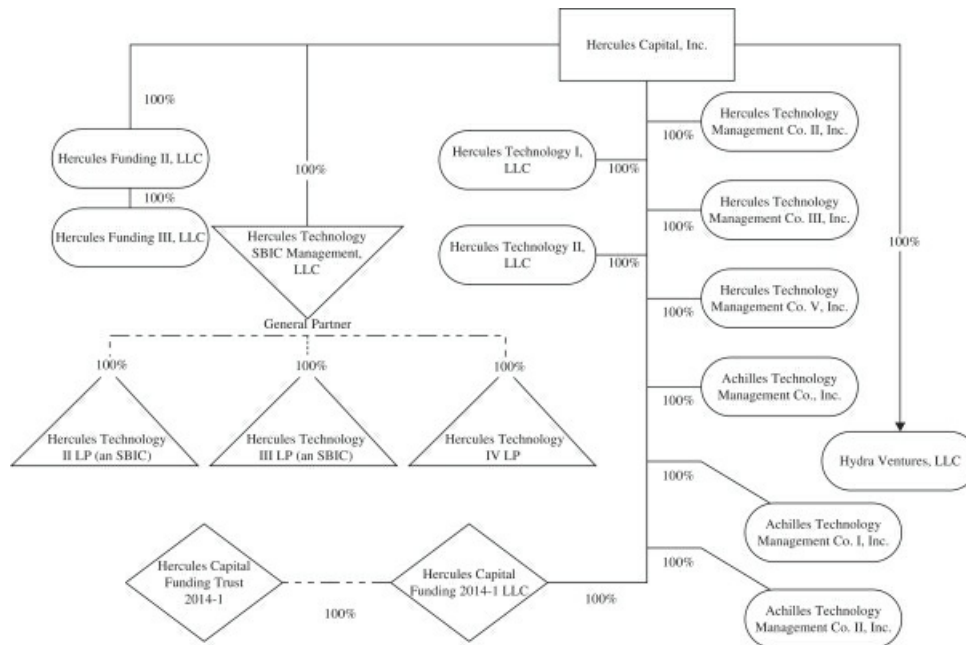 Hercules Capital, Inc.
100%
Hercules Funding II, LLC
100%
Hercules Funding III, LLC
100%
Hercules Technology
SBIC Management,
LLC
General Partner
100%
100%
100%
Hercules Technology
II LP (an SBIC)
Hercules Technology
III LP (an SBIC)
Hercules Technology
IV LP
Hercules Technology I,
LLC
100%
Hercules Technology II,
LLC
100%
100%
Hercules Technology
Management Co. II, Inc.
100%
Hercules Technology
Management Co. III, Inc.
100%
Hercules Technology
Management Co. V, Inc.
100%
Achilles Technology
Management Co., Inc.
100%
Achilles Technology
Management Co. I, Inc.
100%
Achilles Technology
Management Co. II, Inc.
100%
Hydra Ventures, LLC
Hercules Capital
Funding Trust
2014-1
100%
Hercules Capital
Funding 2014-1 LLC
100%